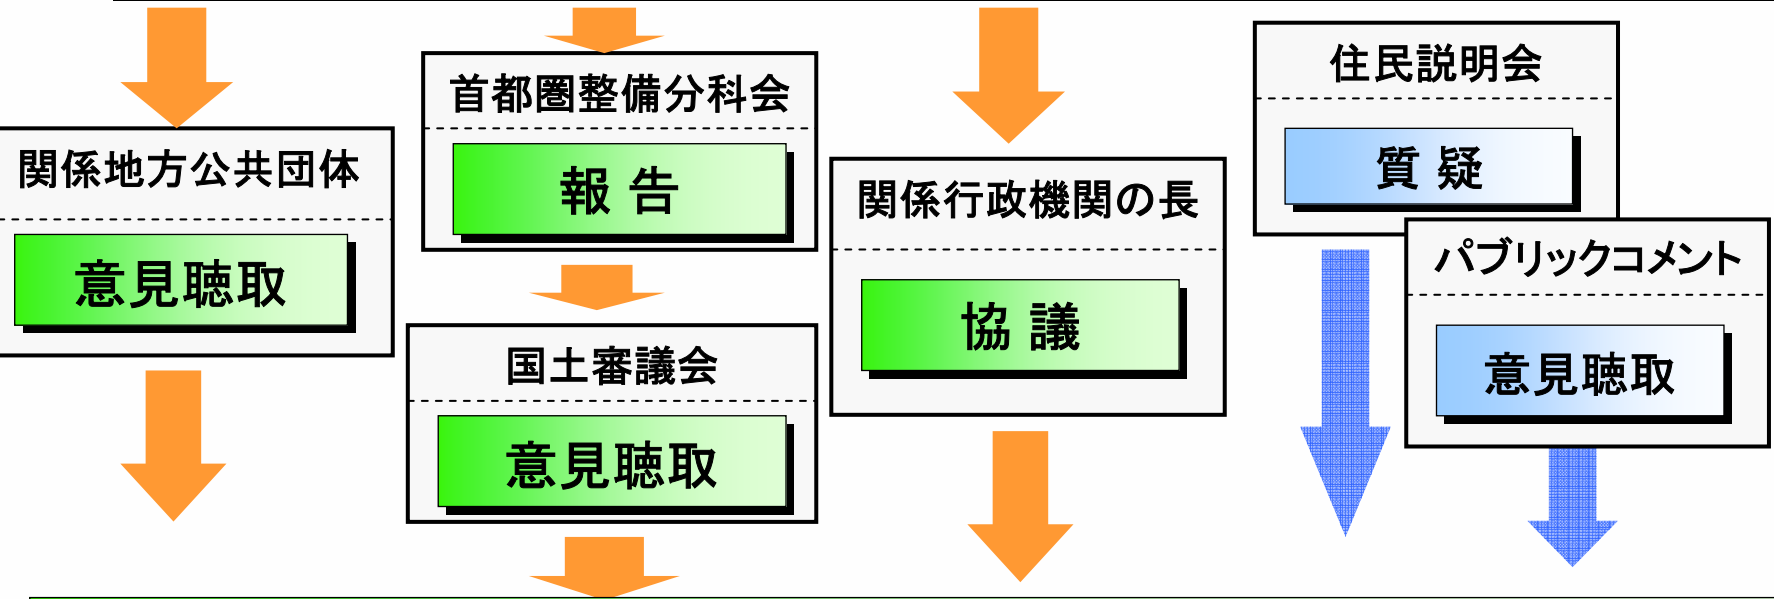 関係地方公共団体
意見聴取
首都圏整備分科会
報 告
国土審議会
意見聴取
関係行政機関の長
協 議
住民説明会
質 疑
パブリックコメント
意見聴取